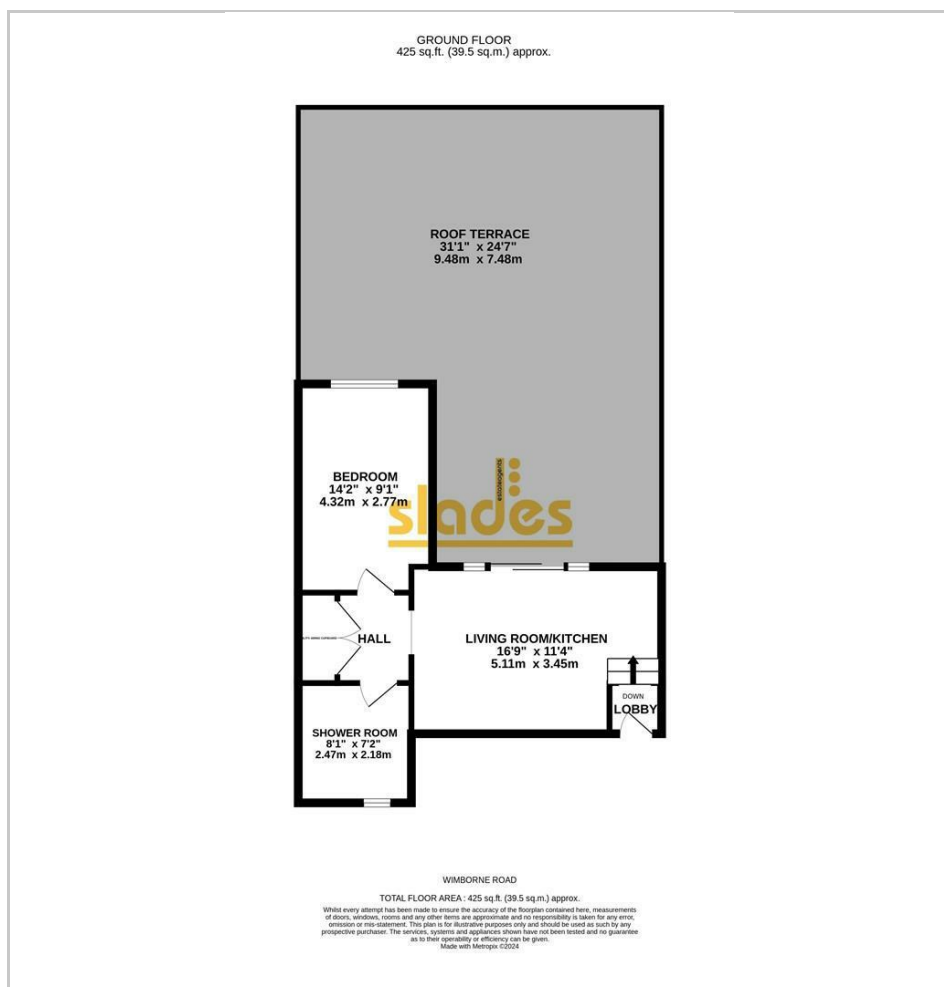 GROUND FLOOR
425 sq.ft. (39.5 sq.m.) approx.
ROOF TERRACE
31'1" x 24'7"
9.48m x 7.48m
BEDROOM
14'2" x 9'1"
4.32m x 2.77m
estate agents
slades
HALL
LIVING ROOM/KITCHEN
16'9" x 11'4"
5.11m x 3.45m
DOWN
LOBBY
SHOWER ROOM
8'1" x 7'2"
2.47m x 2.18m
WIMBORNE ROAD
TOTAL FLOOR AREA : 425 sq.ft. (39.5 sq.m.) approx.
Whilst every attempt has been made to ensure the accuracy of the floorplan contained here, measurements
of doors, windows, rooms and any other items are approximate and no responsibility is taken for any error,
omission or mis-statement. This plan is for illustrative purposes only and should be used as such by any
prospective purchaser. The services, systems and appliances shown have not been tested and no guarantee
as to their operability or efficiency can be given.
Made with Metropix ©2024